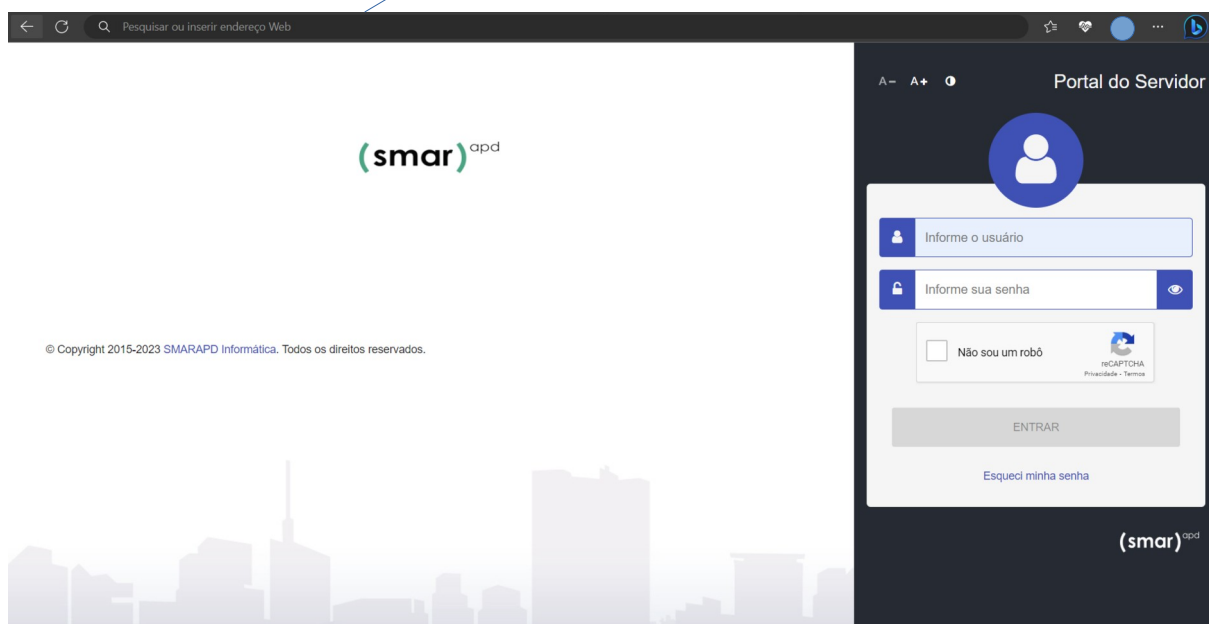 Pesquisar ou inserir endereço Web
A- A+ Portal do Servidor
(smar)apd
Informe o usuário
Informe sua senha
Não sou um robô
reCAPTCHA
Privacidade - Termos
© Copyright 2015-2023 SMARAPD Informática. Todos os direitos reservados.
ENTRAR
Esqueci minha senha
(smar)apd